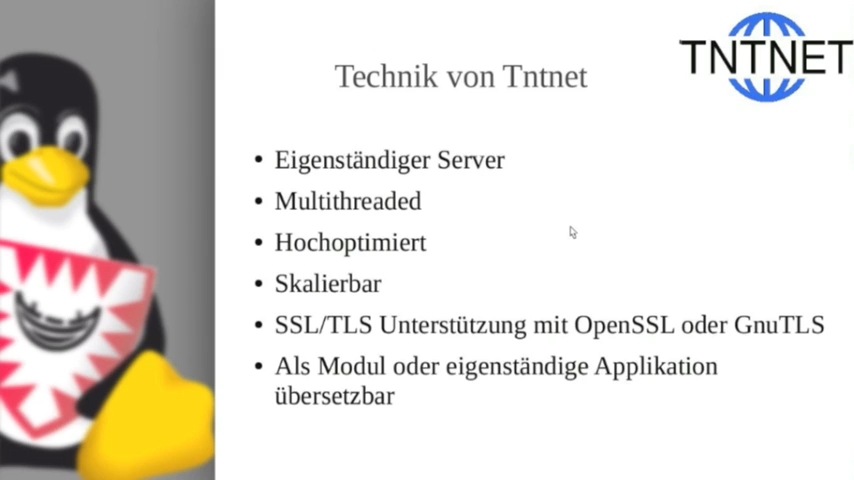 TNTNET
Technik von Tntnet
• Eigenständiger Server
• Multithreaded
• Hochoptimiert
• Skalierbar
• SSL/TLS Unterstützung mit OpenSSL oder GnuTLS
• Als Modul oder eigenständige Applikation
übersetzbar